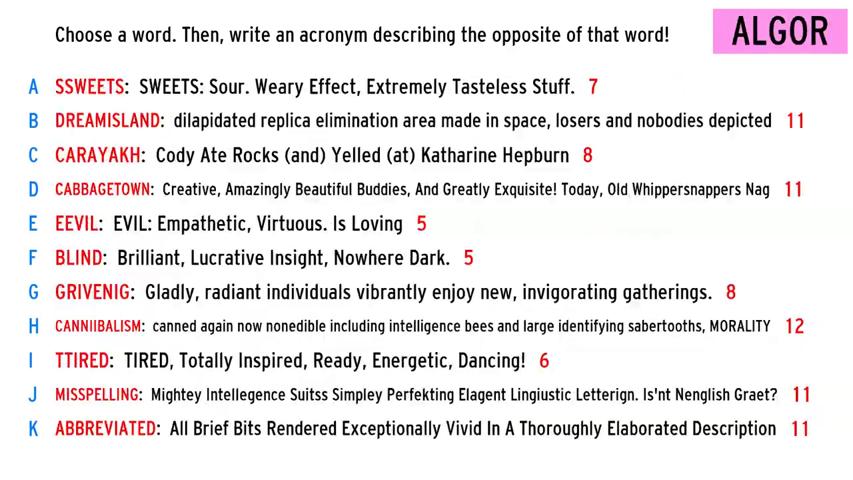 Choose a word. Then, write an acronym describing the opposite of that word!
ALGOR
A SSWEETS: SWEETS: Sour. Weary Effect, Extremely Tasteless Stuff. 7
B DREAMISLAND: dilapidated replica elimination area made in space, losers and nobodies depicted 11
C CARAYAKH: Cody Ate Rocks (and) Yelled (at) Katharine Hepburn 8
D CABBAGETOWN: Creative, Amazingly Beautiful Buddies, And Greatly Exquisite! Today, Old Whippersnappers Nag 11
E EEVIL: EVIL: Empathetic, Virtuous. Is Loving 5
F BLIND: Brilliant, Lucrative Insight, Nowhere Dark. 5
G GRIVENIG: Gladly, radiant individuals vibrantly enjoy new, invigorating gatherings. 8
H CANNIIBALISM: canned again now nonedible including intelligence bees and large identifying sabertooths, MORALITY 12
I TTIRED: TIRED, Totally Inspired, Ready, Energetic, Dancing! 6
J MISSPELLING: Mightey Intellegence Suitss Simpley Perfekting Elagent Lingiustic Letterign. Is'nt Nenglish Graet? 11
K ABBREVIATED: All Brief Bits Rendered Exceptionally Vivid In A Thoroughly Elaborated Description 11